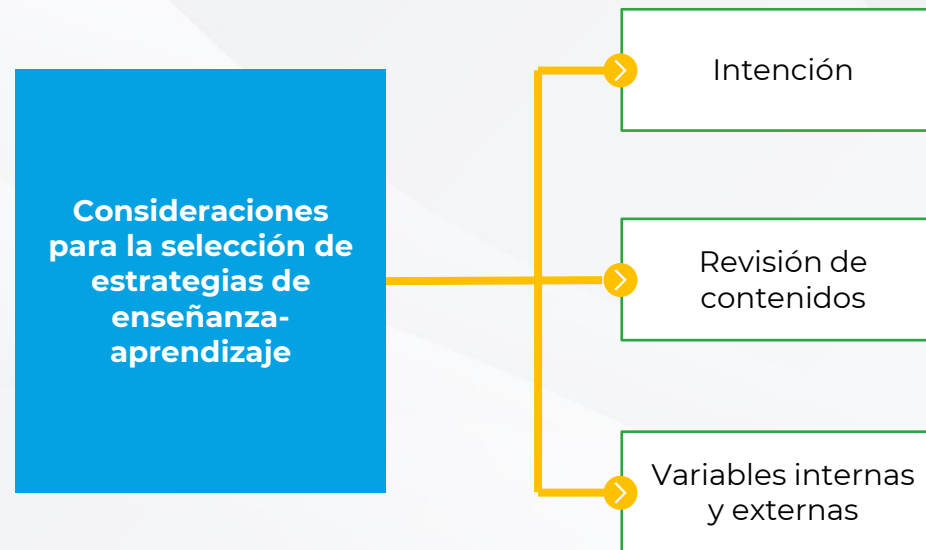 Consideraciones
para la selección de
estrategias de
enseñanza-
aprendizaje
Intención
Revisión de
contenidos
Variables internas
y externas